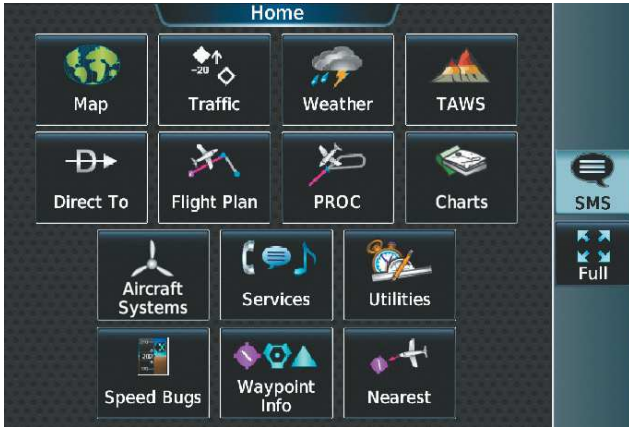 Home
-20
Map
Traffic
Weather
TAWS
SMS
Direct To
Flight Plan
PROC
Charts
Full
Aircraft
Systems
Services
Utilities
Speed Bugs
Waypoint
Info
Nearest